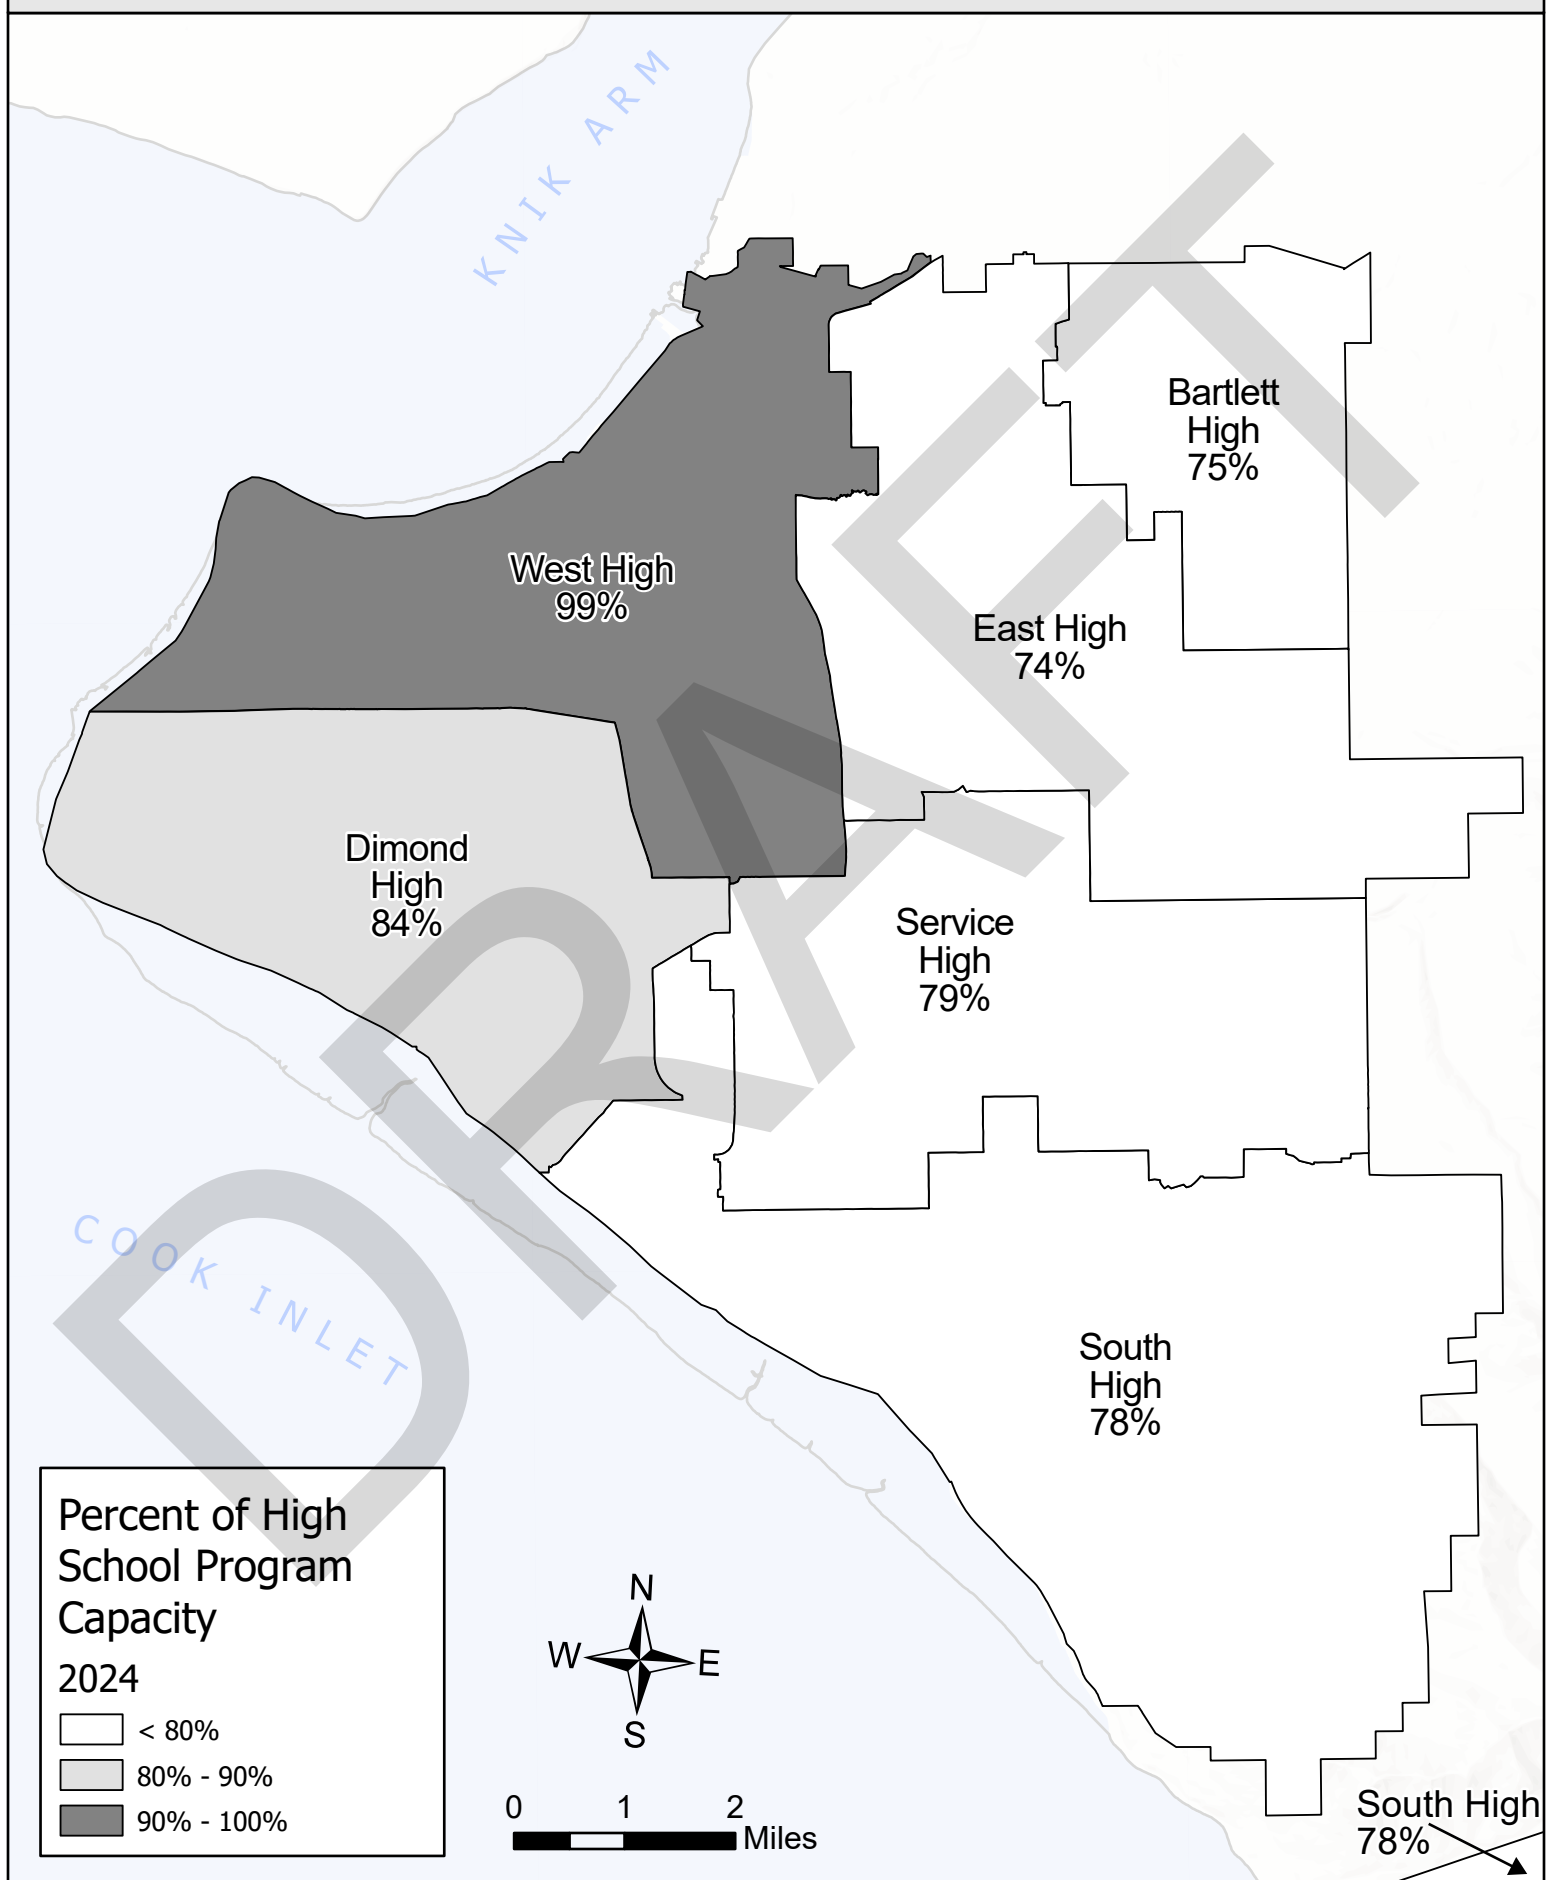 KNIK ARM
Bartlett
High
75%
West High
99%
East High
74%
Dimond
High
84%
Service
High
79%
COOK INLET
South
High
78%
DRAFT
Percent of High
School Program
Capacity
2024
< 80%
80% - 90%
90% - 100%
N
W
E
S
0 1 2
Miles
South High
78%